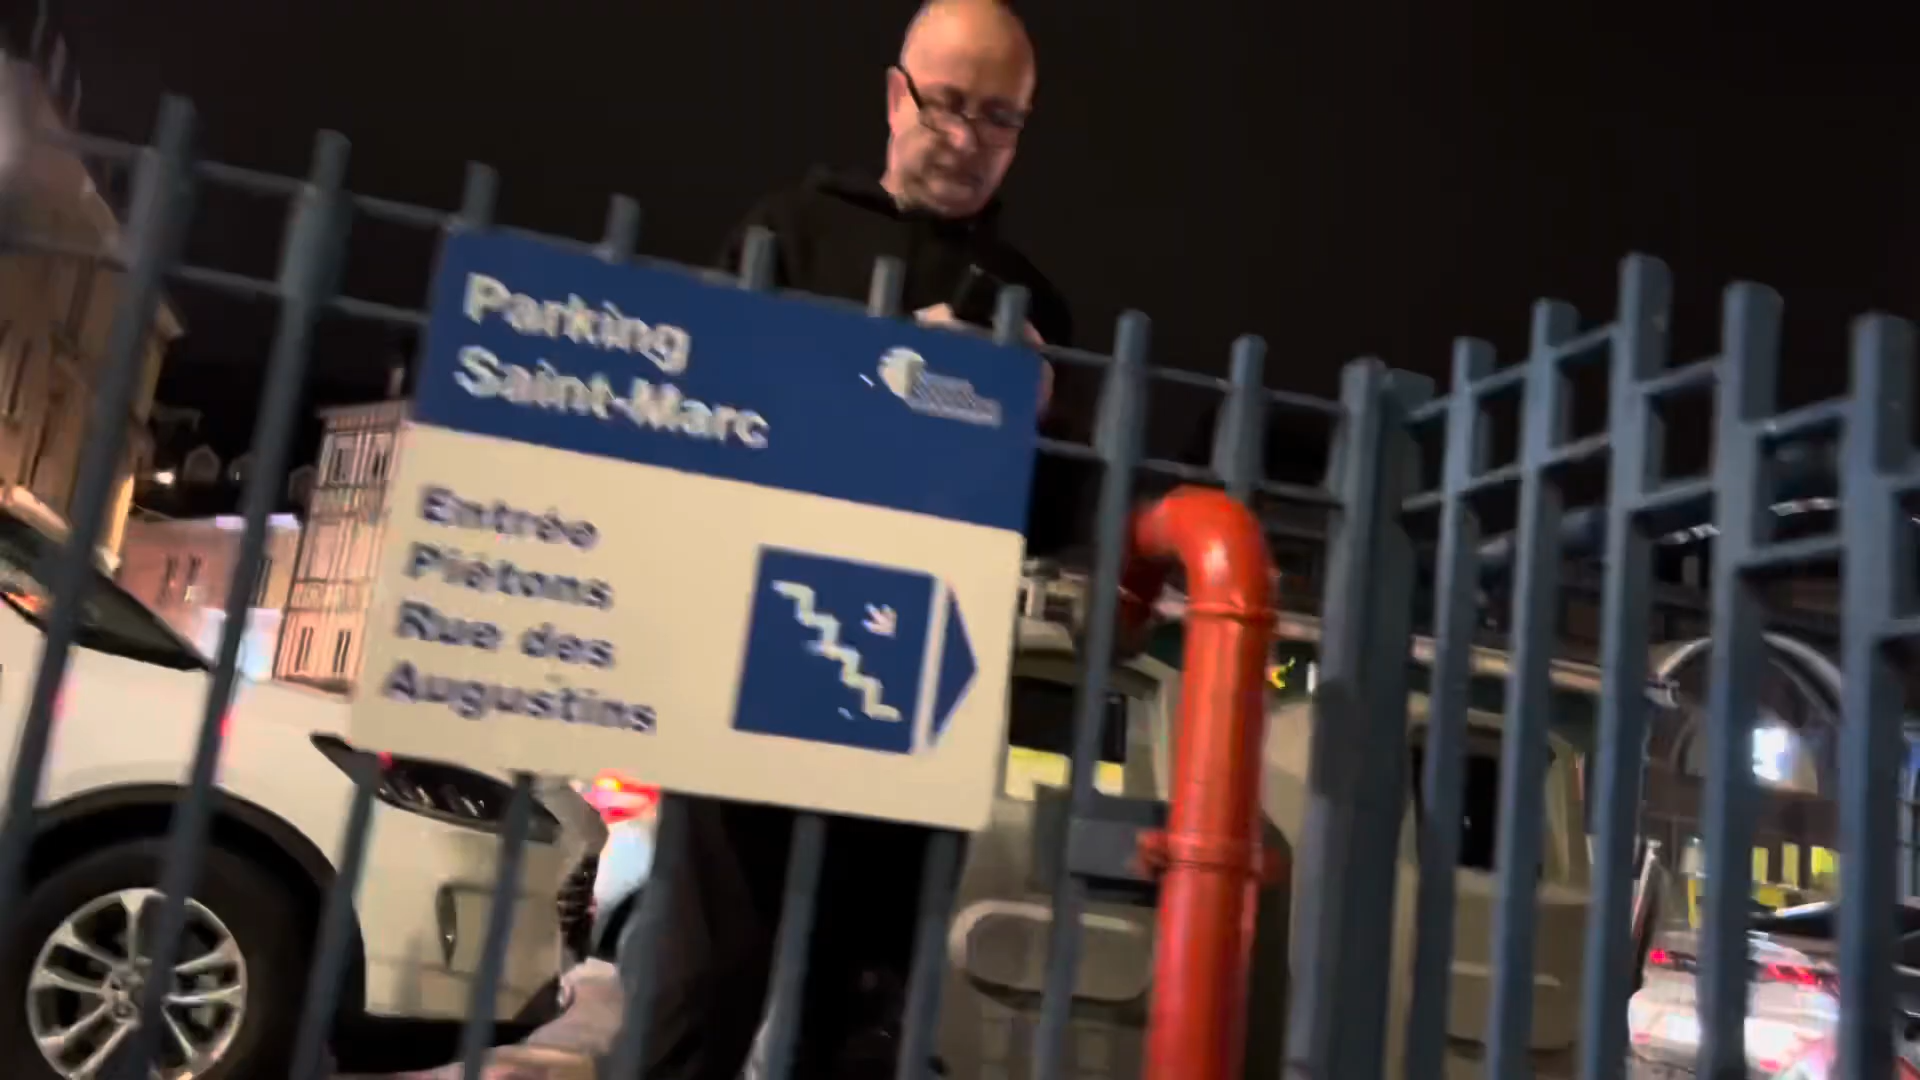 Parking
Saint-Marc
Entrée
Piétons
Rue des
Augustins